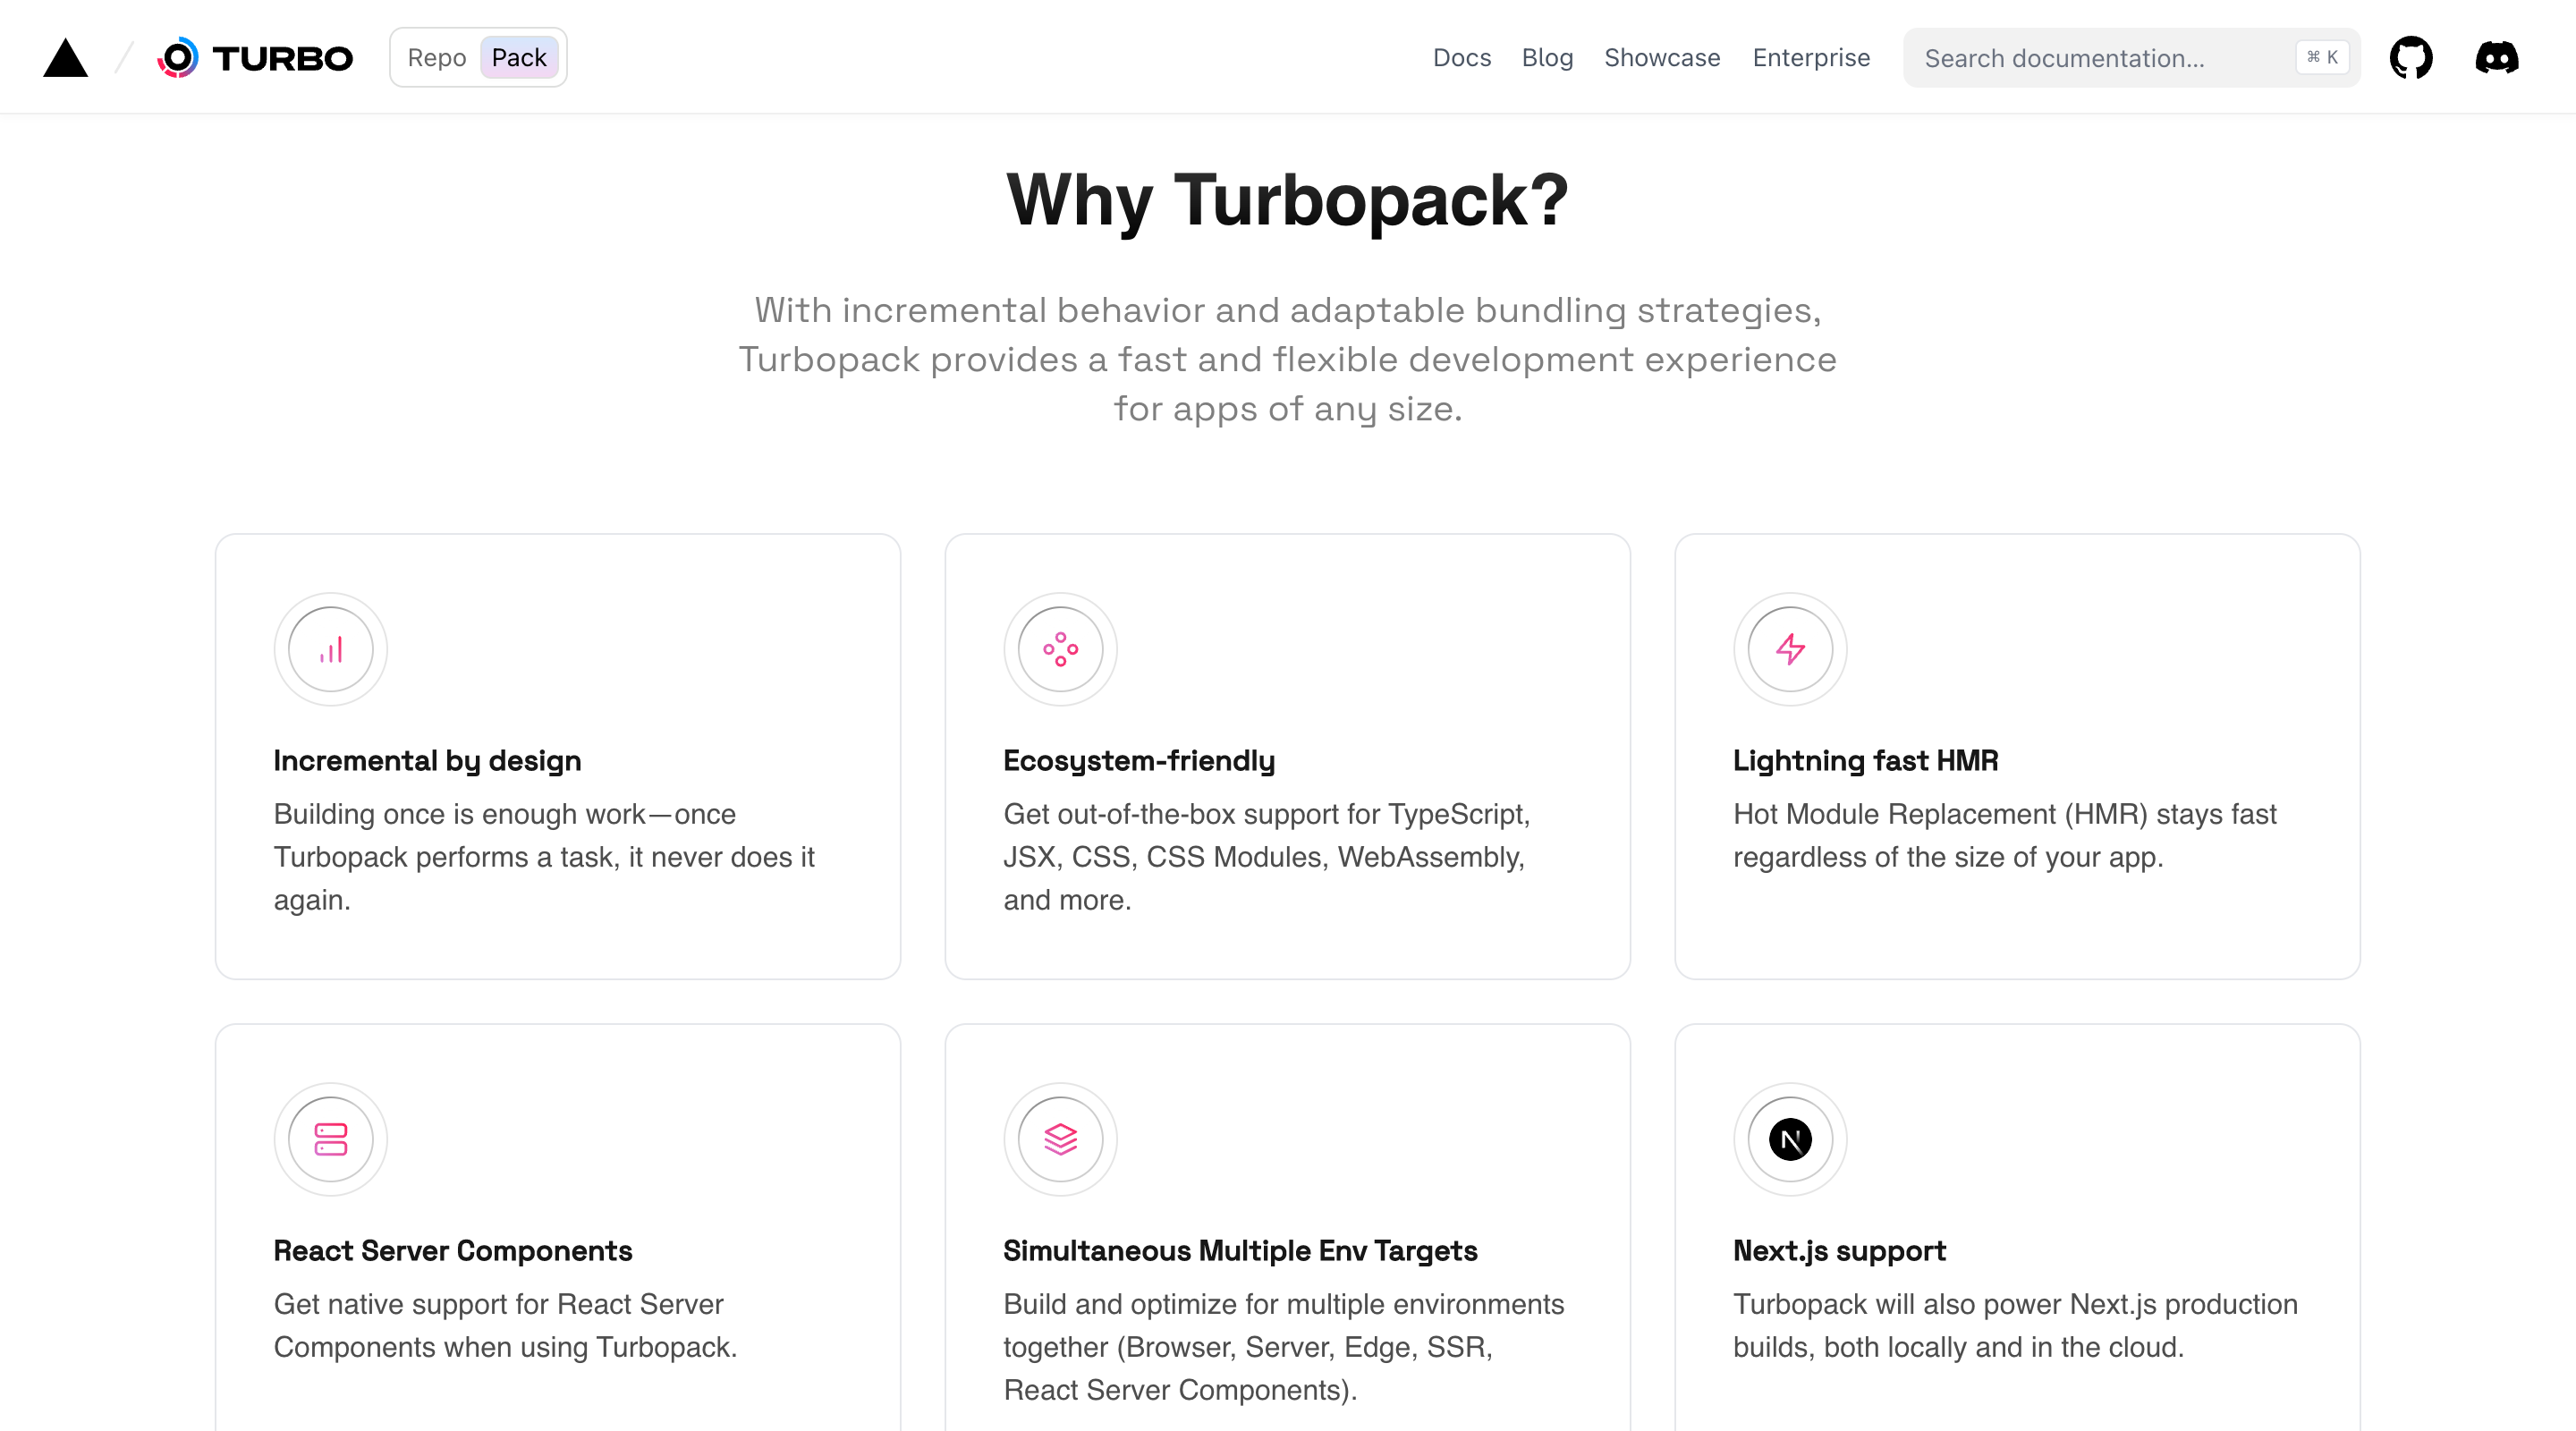 TURBO
Repo
Pack
Docs
Blog
Showcase
Enterprise
Search documentation...
⌘ K
Why Turbopack?
With incremental behavior and adaptable bundling strategies,
Turbopack provides a fast and flexible development experience
for apps of any size.
Incremental by design
Building once is enough work—once
Turbopack performs a task, it never does it
again.
Ecosystem-friendly
Get out-of-the-box support for TypeScript,
JSX, CSS, CSS Modules, WebAssembly,
and more.
Lightning fast HMR
Hot Module Replacement (HMR) stays fast
regardless of the size of your app.
React Server Components
Get native support for React Server
Components when using Turbopack.
Simultaneous Multiple Env Targets
Build and optimize for multiple environments
together (Browser, Server, Edge, SSR,
React Server Components).
N
Next.js support
Turbopack will also power Next.js production
builds, both locally and in the cloud.